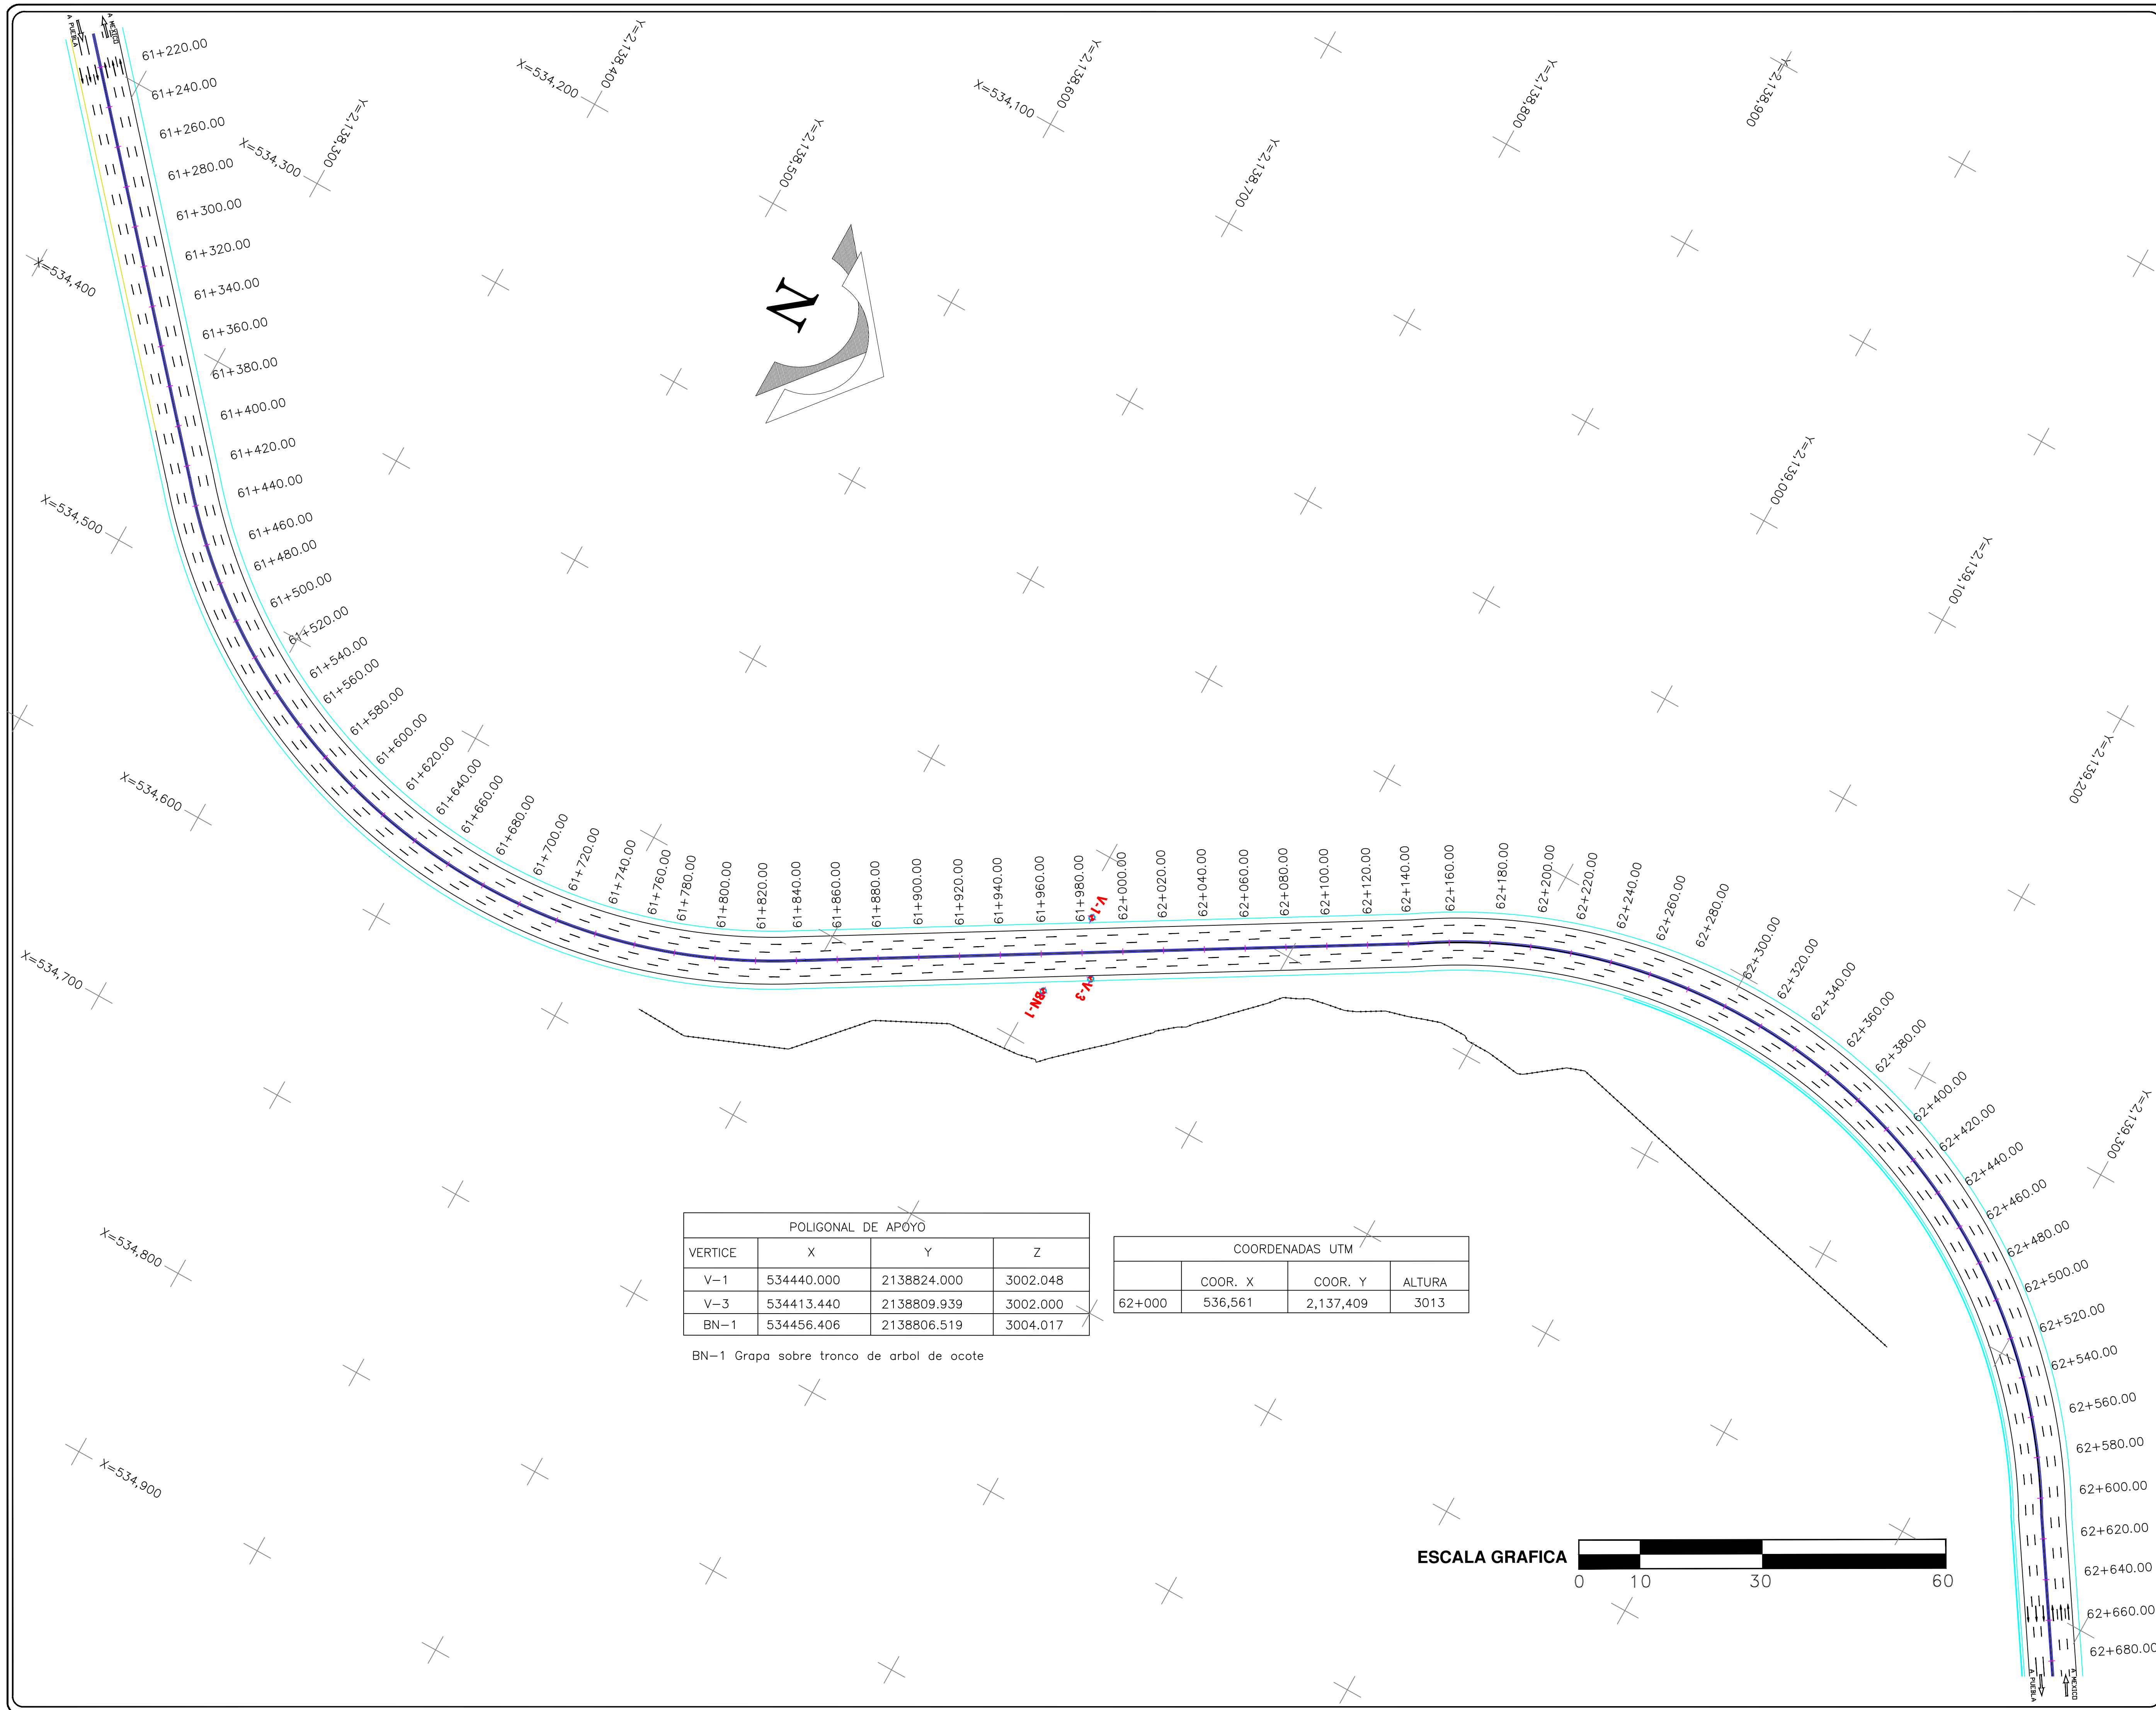 A PUEBLA
A MEXICO
61+220.00
61+240.00
61+260.00
61+280.00
61+300.00
61+320.00
61+340.00
61+360.00
61+380.00
61+400.00
61+420.00
61+440.00
61+460.00
61+480.00
61+500.00
61+520.00
61+540.00
61+560.00
61+580.00
61+600.00
61+620.00
61+640.00
61+660.00
61+680.00
61+700.00
61+720.00
61+740.00
61+760.00
61+780.00
61+800.00
61+820.00
61+840.00
61+860.00
61+880.00
61+900.00
61+920.00
61+940.00
61+960.00
61+980.00
62+000.00
62+020.00
62+040.00
62+060.00
62+080.00
62+100.00
62+120.00
62+140.00
62+160.00
62+180.00
62+200.00
62+220.00
62+240.00
62+260.00
62+280.00
62+300.00
62+320.00
62+340.00
62+360.00
62+380.00
62+400.00
62+420.00
62+440.00
62+460.00
62+480.00
62+500.00
62+520.00
62+540.00
62+560.00
62+580.00
62+600.00
62+620.00
62+640.00
62+660.00
62+680.00
A PUEBLA
A MEXICO
X=534,100
X=534,200
X=534,300
X=534,400
X=534,500
X=534,600
X=534,700
X=534,800
X=534,900
Y=2,138,300
Y=2,138,400
Y=2,138,500
Y=2,138,600
Y=2,138,700
Y=2,138,800
Y=2,138,900
Y=2,139,000
Y=2,139,100
Y=2,139,200
Y=2,139,300
N
V-1
V-3
BN-1
POLIGONAL DE APOYO
VERTICE X Y Z
V-1 534440.000 2138824.000 3002.048
V-3 534413.440 2138809.939 3002.000
BN-1 534456.406 2138806.519 3004.017
BN-1 Grapa sobre tronco de arbol de ocote
COORDENADAS UTM
COOR. X COOR. Y ALTURA
62+000 536,561 2,137,409 3013
ESCALA GRAFICA
0 10 30 60